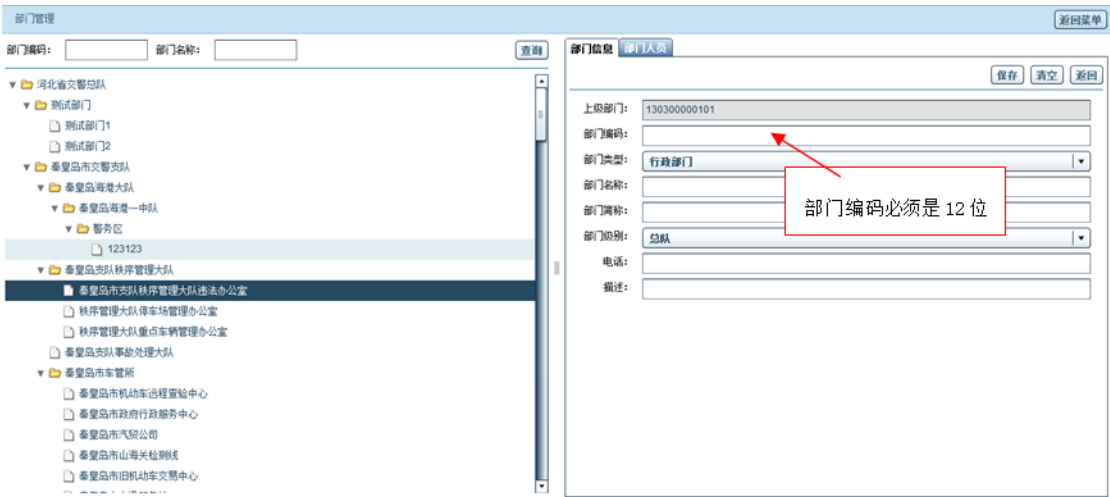 部门管理
返回菜单
部门编码:
部门名称:
查询
河北省交警总队
测试部门
测试部门1
测试部门2
秦皇岛市交警支队
秦皇岛海港大队
秦皇岛海港一中队
警务区
123123
秦皇岛支队秩序管理大队
秦皇岛市支队秩序管理大队违法办公室
秩序管理大队停车场管理办公室
秩序管理大队重点车辆管理办公室
秦皇岛支队事故处理大队
秦皇岛市车管所
秦皇岛市机动车远程查验中心
秦皇岛市政府行政服务中心
秦皇岛市汽贸公司
秦皇岛市山海关检测线
秦皇岛市旧机动车交易中心
部门信息 部门人员
保存 清空 返回
上级部门: 130300000101
部门编码:
部门类型: 行政部门
部门名称:
部门简称:
部门级别: 总队
电话:
描述:
部门编码必须是12位